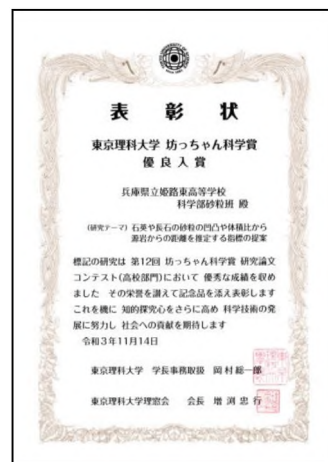 表彰状
東京理科大学 坊っちゃん科学賞
優良入賞
兵庫県立姫路東高等学校
科学部砂粒班 殿
(研究テーマ) 石英や長石の砂粒の凹凸や体積比から
源岩からの距離を推定する指標の提案
標記の研究は 第12回 坊っちゃん科学賞 研究論文
コンテスト(高校部門)において 優秀な成績を収め
ました その栄誉を讃えて記念品を添え表彰します
これを機に 知的探究心をさらに高め 科学技術の発
展に努力し 社会への貢献を期待します
令和3年11月14日
東京理科大学 学長事務取扱 岡村総一郎
東京理科大学理窓会 会長 増渕忠行